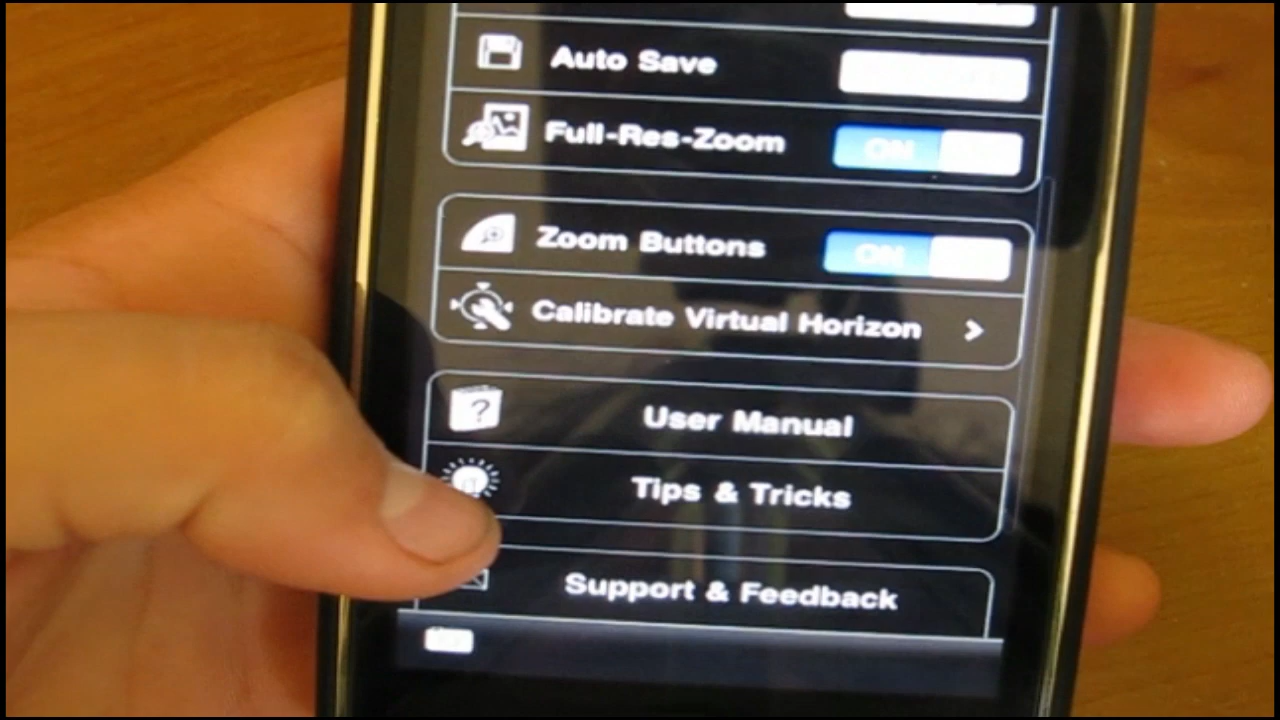 Auto Save
Full-Res-Zoom ON
Zoom Buttons ON
Calibrate Virtual Horizon
?
User Manual
Tips & Tricks
Support & Feedback